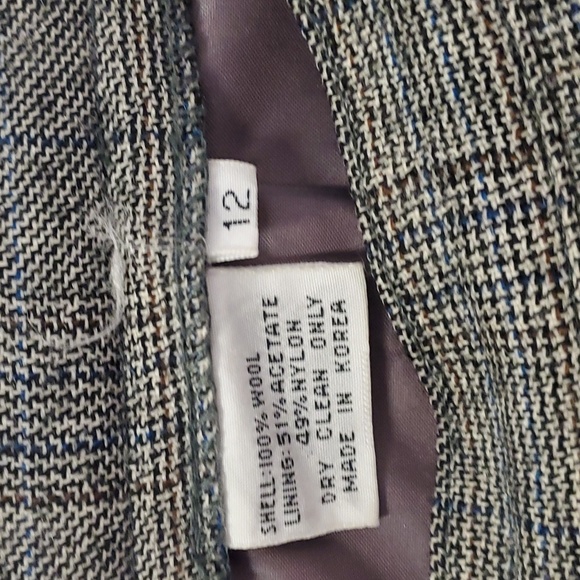 12
SHELL:100% WOOL
LINING:51% ACETATE
49% NYLON
DRY CLEAN ONLY
MADE IN KOREA